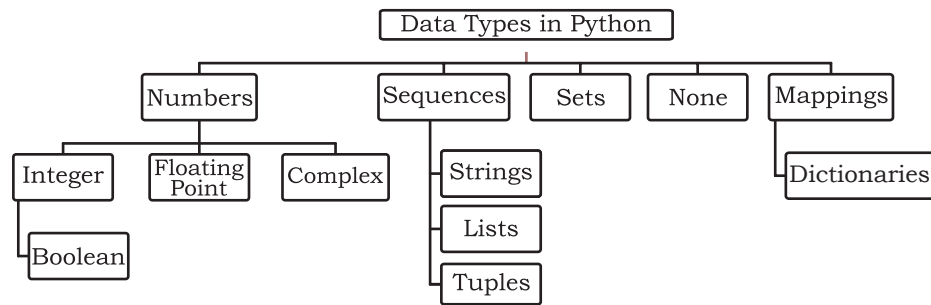 Data Types in Python
Numbers
Sequences
Sets
None
Mappings
Integer
Floating
Point
Complex
Strings
Dictionaries
Lists
Boolean
Tuples